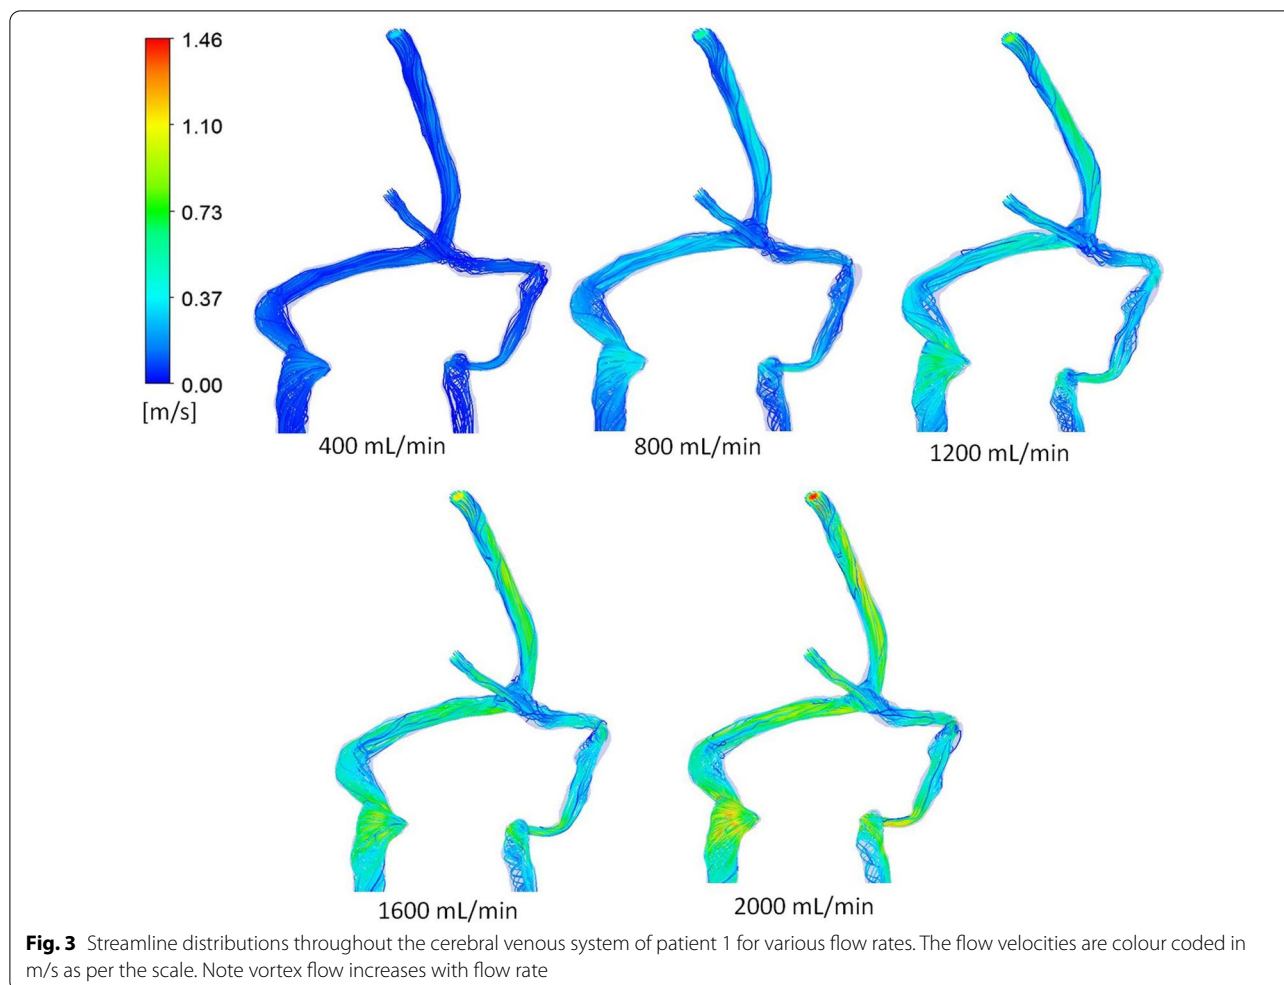 1.46
1.10
0.73
0.37
0.00
[m/s]
400 mL/min
800 mL/min
1200 mL/min
1600 mL/min
2000 mL/min
Fig. 3 Streamline distributions throughout the cerebral venous system of patient 1 for various flow rates. The flow velocities are colour coded in
m/s as per the scale. Note vortex flow increases with flow rate